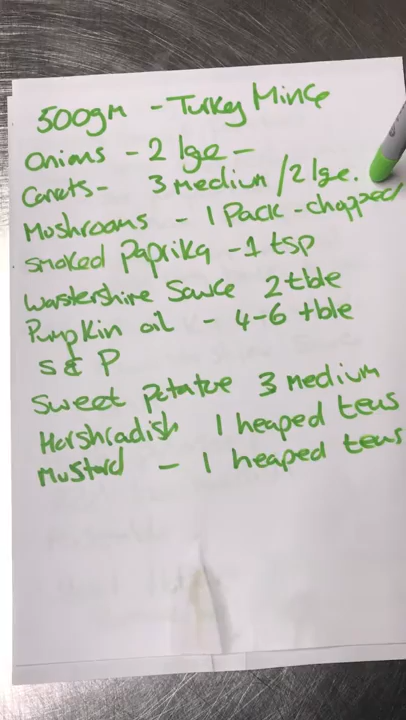 500gm - Turkey Mince
Onions - 2 lge -
Carrots - 3 medium / 2 lge.
Mushrooms - 1 Pack - chopped
Smoked Paprika - 1 tsp
Worstershire Sauce 2 tble
Pumpkin oil - 4-6 tble
S & P
Sweet Potatoe 3 medium
Horshradish 1 heaped teas
Mustard - 1 heaped teas